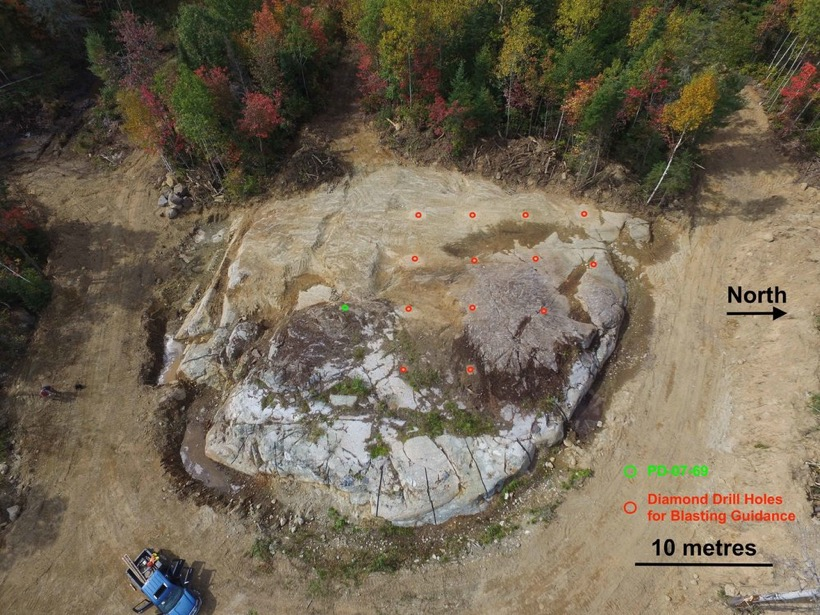 North
PD-07-69
Diamond Drill Holes
for Blasting Guidance
10 metres